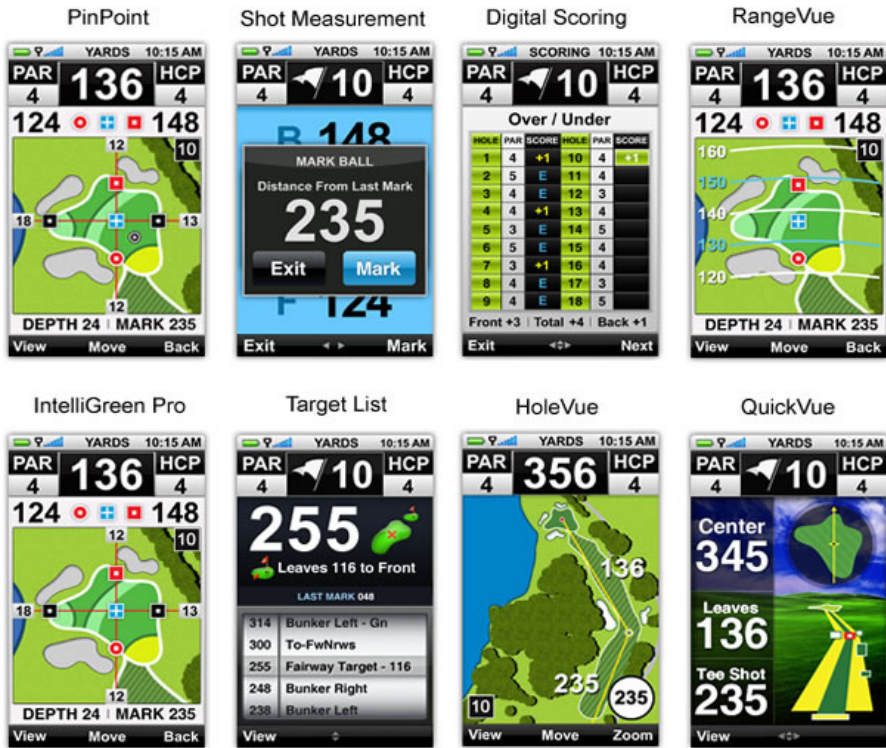 PinPoint
YARDS 10:15 AM
PAR 136 HCP
4 4
124 148
12 10
18 13
12
DEPTH 24 | MARK 235
View Move Back
Shot Measurement
YARDS 10:15 AM
PAR 10 HCP
4 4
B 148
MARK BALL
Distance From Last Mark
235
Exit Mark
F 124
Exit Mark
Digital Scoring
SCORING 10:15 AM
PAR 10 HCP
4 4
Over / Under
HOLE PAR SCORE HOLE PAR SCORE
1 4 +1 10 4 +1
2 5 E 11 4
3 4 E 12 3
4 4 +1 13 4
5 3 E 14 5
6 5 E 15 4
7 3 +1 16 4
8 4 E 17 3
9 4 E 18 5
Front +3 | Total +4 | Back +1
Exit Next
RangeVue
YARDS 10:15 AM
PAR 136 HCP
4 4
124 148
160 10
150
140
130
120
DEPTH 24 | MARK 235
View Move Back
IntelliGreen Pro
YARDS 10:15 AM
PAR 136 HCP
4 4
124 148
12 10
18 13
12
DEPTH 24 | MARK 235
View Move Back
Target List
YARDS 10:15 AM
PAR 10 HCP
4 4
255
Leaves 116 to Front
LAST MARK 048
314 Bunker Left - Gn
300 To-FwNrws
255 Fairway Target - 116
248 Bunker Right
238 Bunker Left
View
HoleVue
YARDS 10:15 AM
PAR 356 HCP
4 4
136
235
10 235
View Move Zoom
QuickVue
YARDS 10:15 AM
PAR 10 HCP
4 4
Center
345
Leaves
136
Tee Shot
235
View